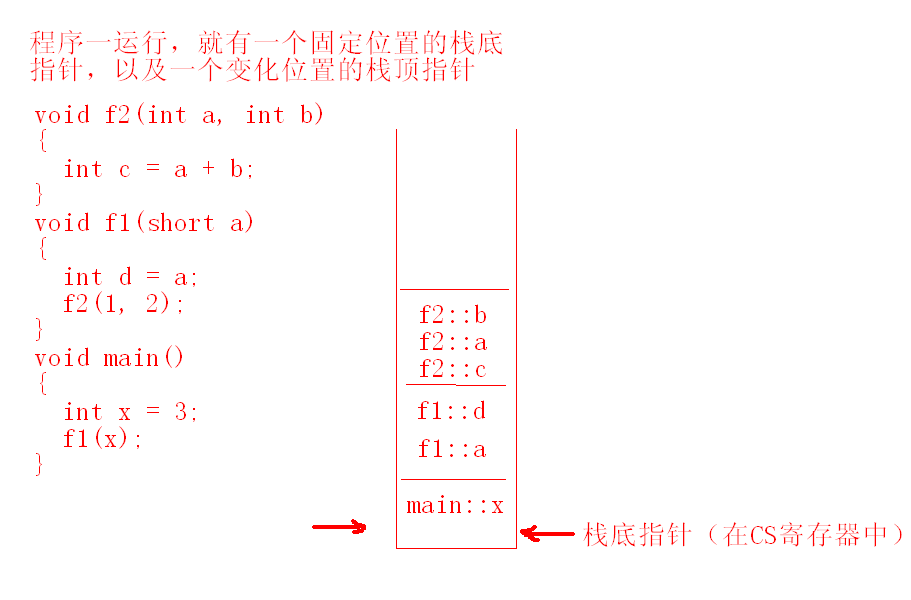 程序一运行，就有一个固定位置的栈底
指针，以及一个变化位置的栈顶指针
void f2(int a, int b)
{
int c = a + b;
}
void f1(short a)
{
int d = a;
f2(1, 2);
}
void main()
{
int x = 3;
f1(x);
}
f2::b
f2::a
f2::c
f1::d
f1::a
main::x
栈底指针（在CS寄存器中）